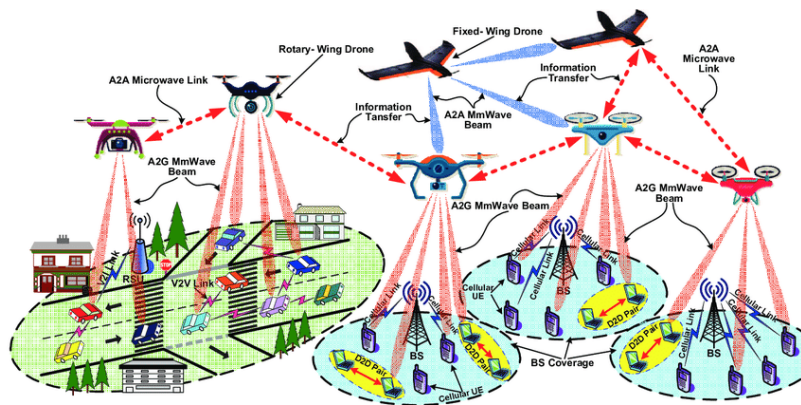 Fixed- Wing Drone
Rotary- Wing Drone
A2A Microwave Link
A2A
Microwave
Link
Information
Transfer
Information
Tansfer
A2A MmWave
Beam
A2G MmWave
Beam
A2G MmWave
Beam
A2G MmWave
Beam
V2I Link
RSU
STOP
V2V Link
Cellular Link
Cellular Link
BS
Cellular
UE
D2D Pair
Cellular Link
Cellular Link
BS
D2D Pair
D2D Pair
Cellular UE
BS Coverage
D2D Pair
Cellular Link
BS
Cellular Link
Cellular Link